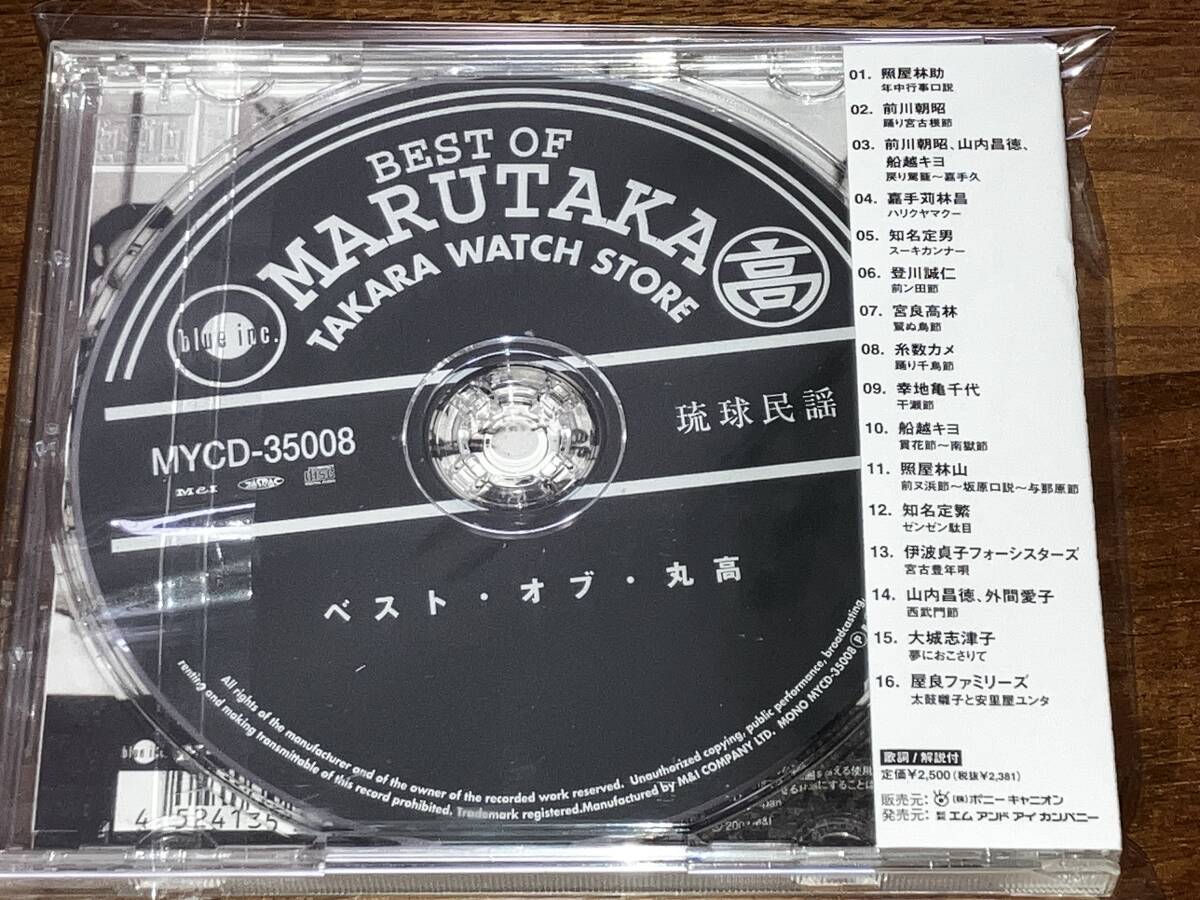 BEST OF
MARUTAKA
高
TAKARA WATCH STORE
blue inc.
琉球民謡
MYCD-35008
M&I
COMPACT
disc
DIGITAL AUDIO
ベスト・オブ・丸高
All rights of the manufacturer and of the owner of the recorded work reserved. Unauthorized copying, public performance, broadcasting,
renting and making transmittable of this record prohibited. Trademark registered.Manufactured by M&I COMPANY LTD. MONO MYCD-35008 Ⓟ
blue inc.
4 524135
01. 照屋林助
年中行事口説
02. 前川朝昭
踊り宮古根節
03. 前川朝昭、山内昌徳、
船越キヨ
戻り駕籠〜嘉手久
04. 嘉手苅林昌
ハリクヤマクー
05. 知名定男
スーキカンナー
06. 登川誠仁
前ン田節
07. 宮良高林
鷲ぬ鳥節
08. 糸数カメ
踊り千鳥節
09. 幸地亀千代
干瀬節
10. 船越キヨ
貫花節〜南獄節
11. 照屋林山
前ヌ浜節〜坂原口説〜与那原節
12. 知名定繁
ゼンゼン駄目
13. 伊波貞子フォーシスターズ
宮古豊年唄
14. 山内昌徳、外間愛子
西武門節
15. 大城志津子
夢におこさりて
16. 屋良ファミリーズ
太鼓囃子と安里屋ユンタ
歌詞/解説付
定価¥2,500(税抜¥2,381)
販売元: (株)ポニーキャニオン
発売元: エム アンド アイ カンパニー